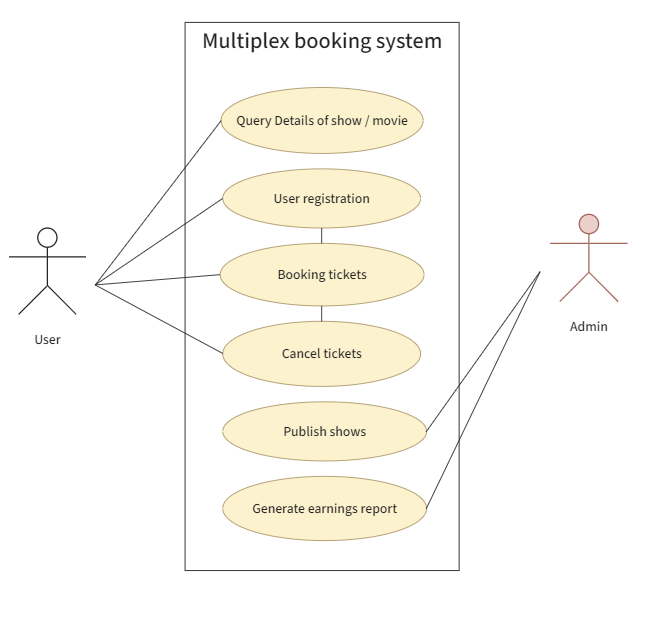 Multiplex booking system
Query Details of show / movie
User registration
Booking tickets
Cancel tickets
Publish shows
Generate earnings report
User
Admin